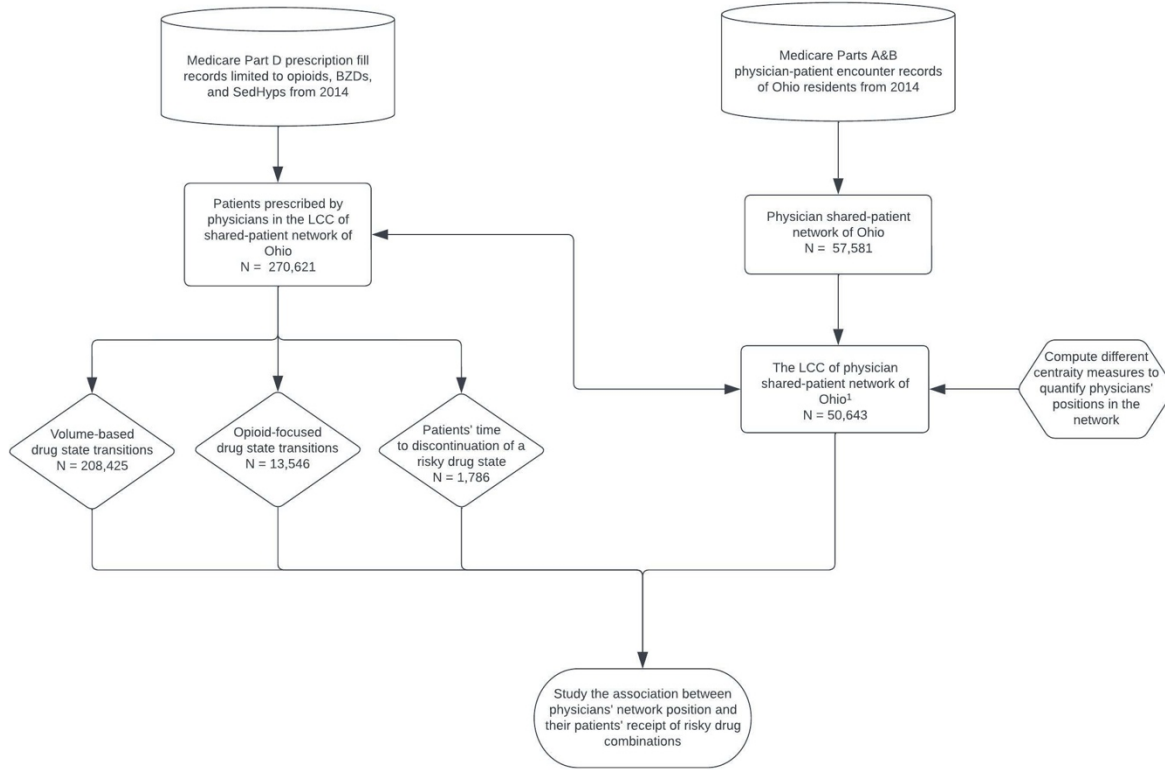 Medicare Part D prescription fill
records limited to opioids, BZDs,
and SedHyps from 2014
Medicare Parts A&B
physician-patient encounter records
of Ohio residents from 2014
Patients prescribed by
physicians in the LCC of
shared-patient network of
Ohio
N = 270,621
Physician shared-patient
network of Ohio
N = 57,581
The LCC of physician
shared-patient network of
Ohio¹
N = 50,643
Compute different
centraity measures to
quantify physicians'
positions in the
network
Volume-based
drug state transitions
N = 208,425
Opioid-focused
drug state transitions
N = 13,546
Patients' time
to discontinuation of a
risky drug state
N = 1,786
Study the association between
physicians' network position and
their patients' receipt of risky drug
combinations